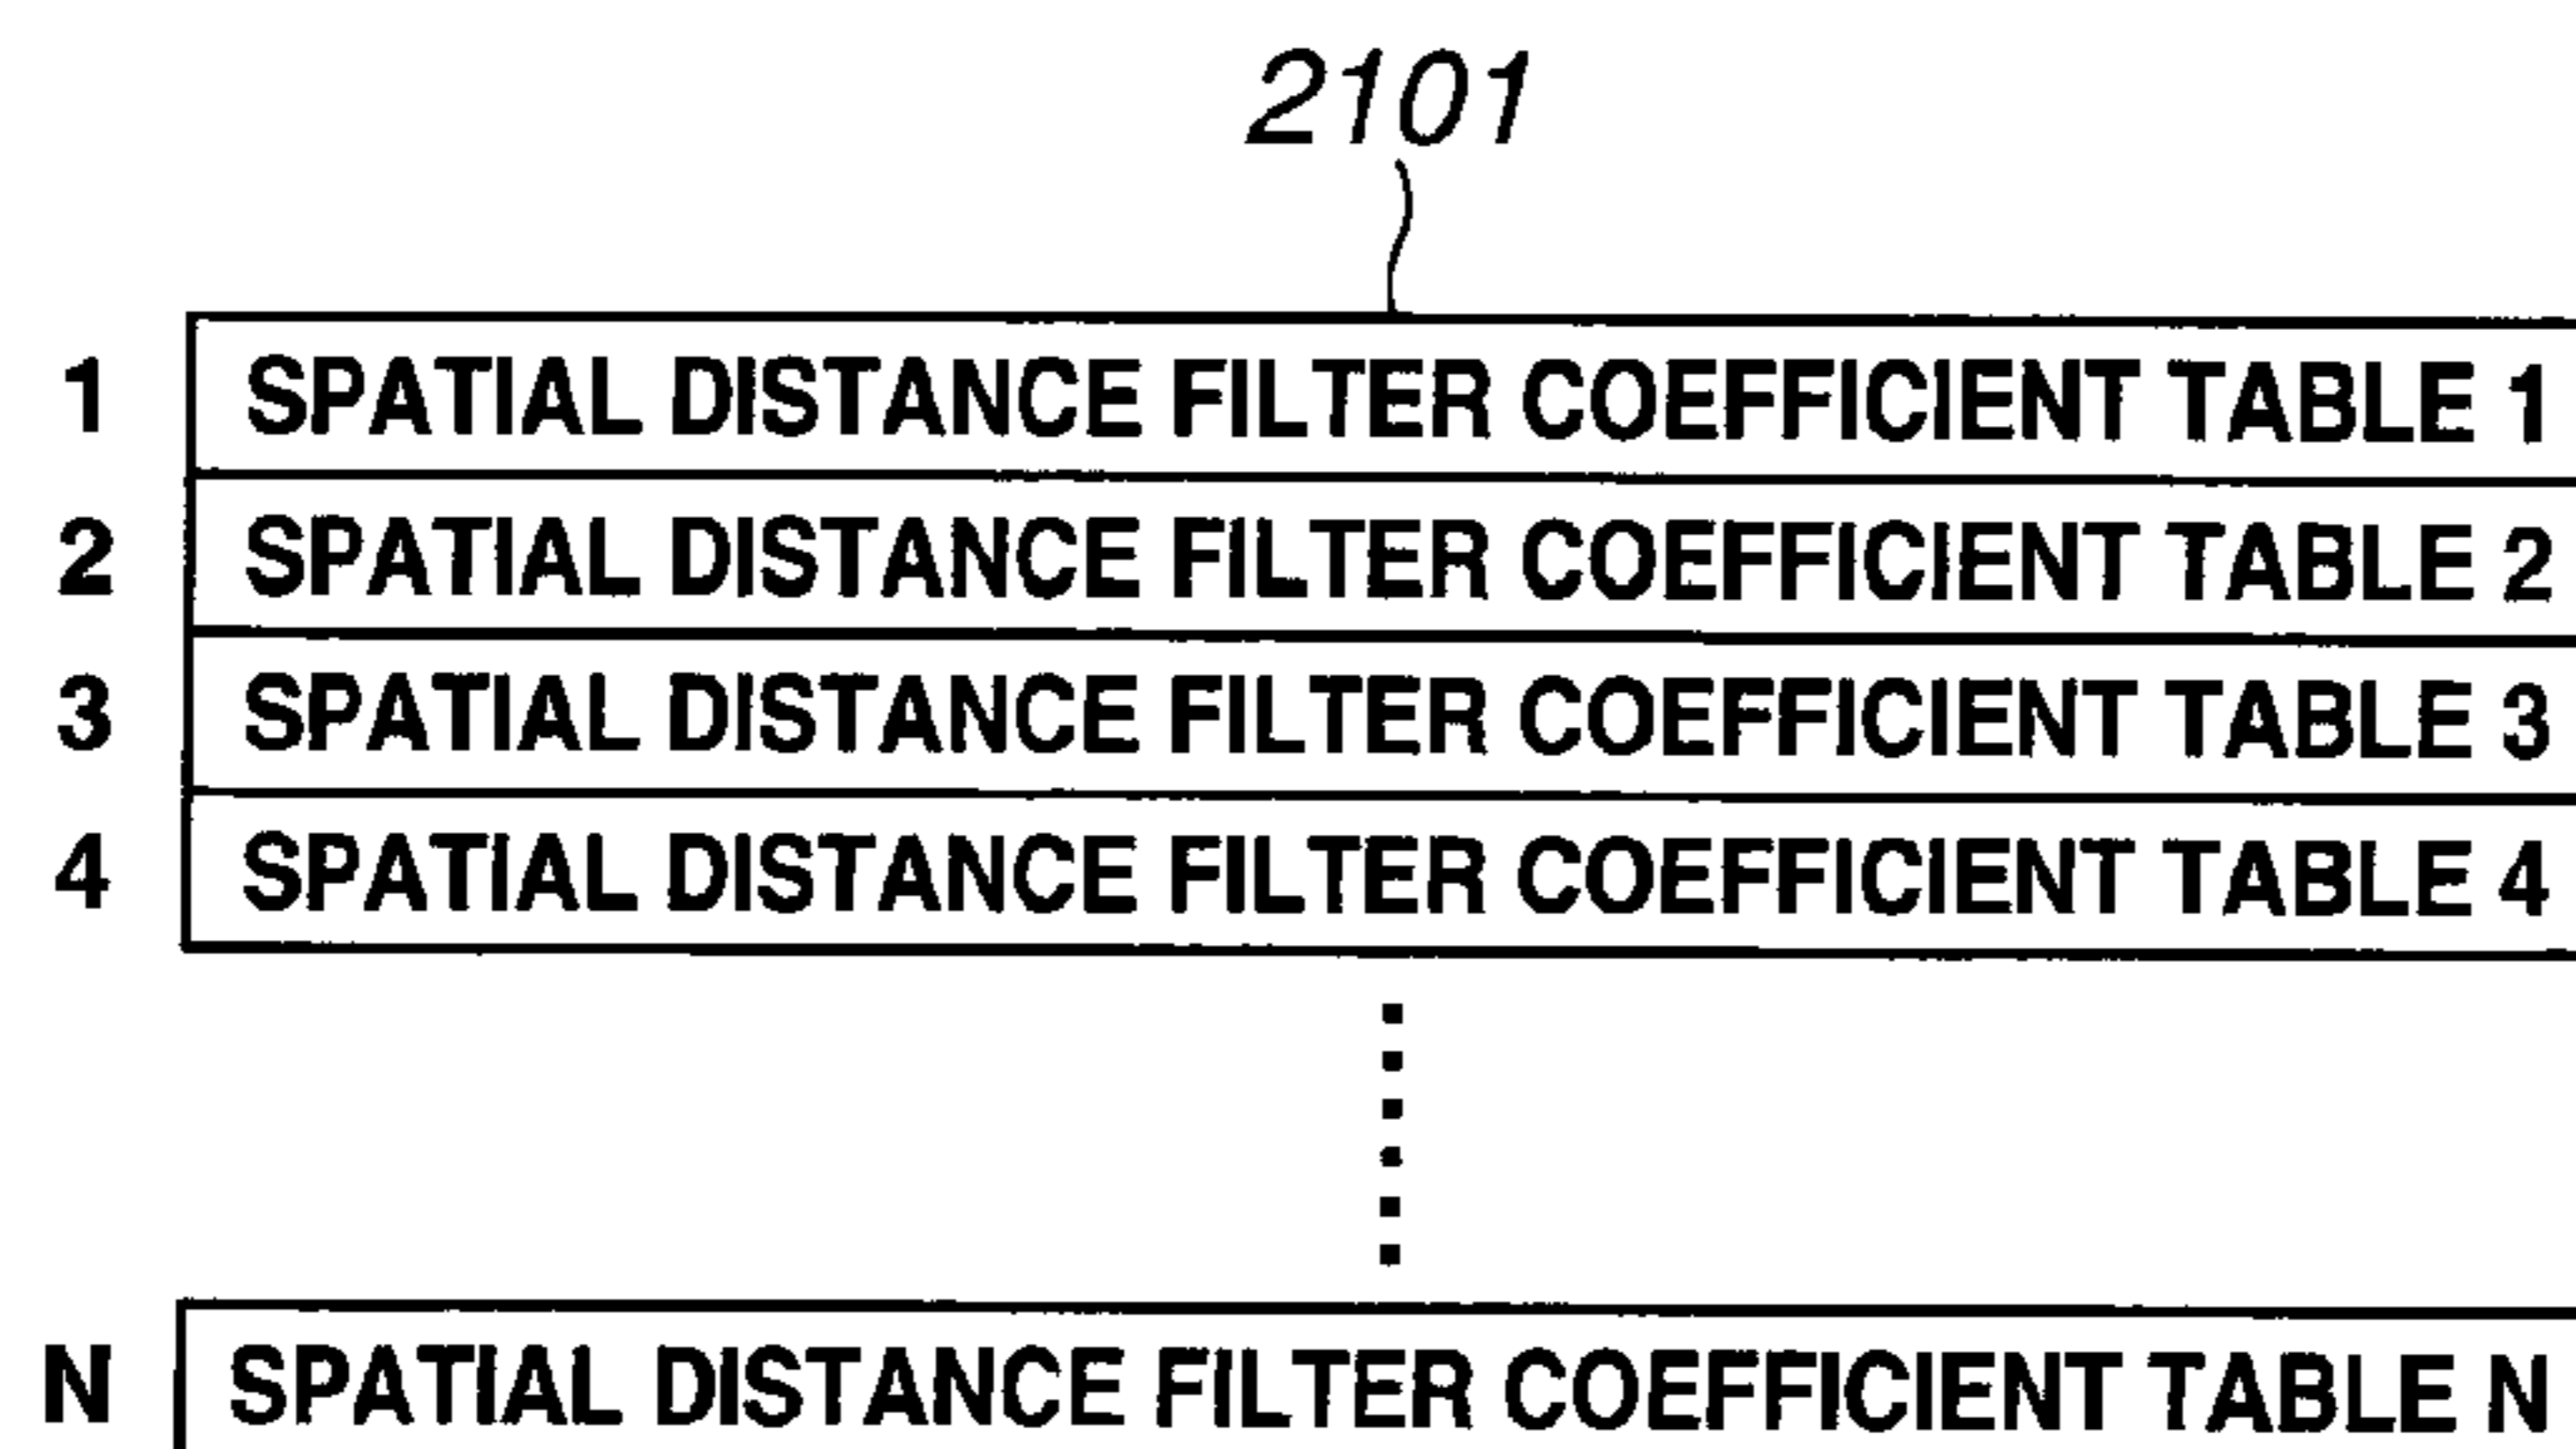 2101
1 SPATIAL DISTANCE FILTER COEFFICIENT TABLE 1
2 SPATIAL DISTANCE FILTER COEFFICIENT TABLE 2
3 SPATIAL DISTANCE FILTER COEFFICIENT TABLE 3
4 SPATIAL DISTANCE FILTER COEFFICIENT TABLE 4
N SPATIAL DISTANCE FILTER COEFFICIENT TABLE N